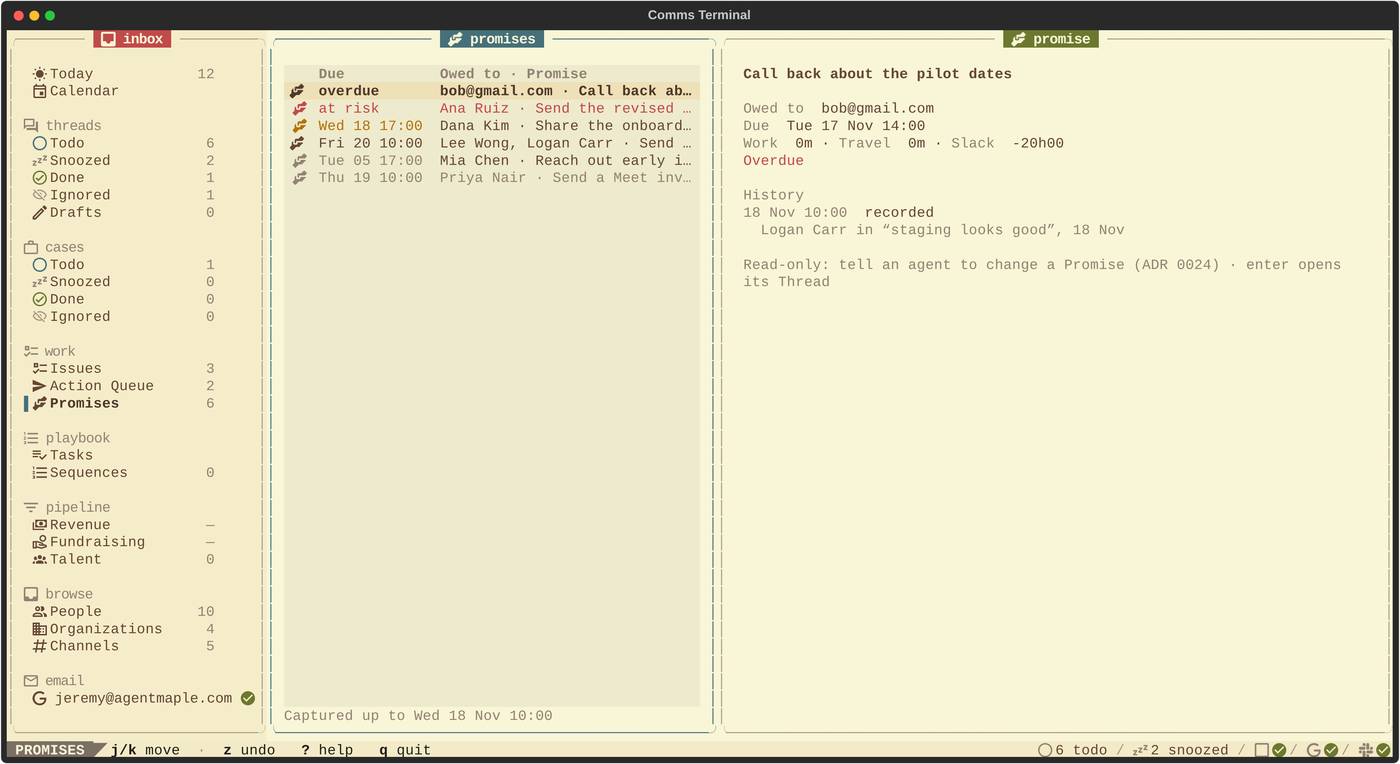 Comms Terminal
inbox
Today 12
Calendar
threads
Todo 6
Snoozed 2
Done 1
Ignored 1
Drafts 0
cases
Todo 1
Snoozed 0
Done 0
Ignored 0
work
Issues 3
Action Queue 2
Promises 6
playbook
Tasks
Sequences 0
pipeline
Revenue —
Fundraising —
Talent 0
browse
People 10
Organizations 4
Channels 5
email
jeremy@agentmaple.com
promises
Due Owed to · Promise
overdue bob@gmail.com · Call back ab…
at risk Ana Ruiz · Send the revised …
Wed 18 17:00 Dana Kim · Share the onboard…
Fri 20 10:00 Lee Wong, Logan Carr · Send …
Tue 05 17:00 Mia Chen · Reach out early i…
Thu 19 10:00 Priya Nair · Send a Meet inv…
Captured up to Wed 18 Nov 10:00
promise
Call back about the pilot dates
Owed to bob@gmail.com
Due Tue 17 Nov 14:00
Work 0m · Travel 0m · Slack -20h00
Overdue
History
18 Nov 10:00 recorded
Logan Carr in “staging looks good”, 18 Nov
Read-only: tell an agent to change a Promise (ADR 0024) · enter opens
its Thread
PROMISES j/k move · z undo ? help q quit 6 todo / zzz 2 snoozed / / /